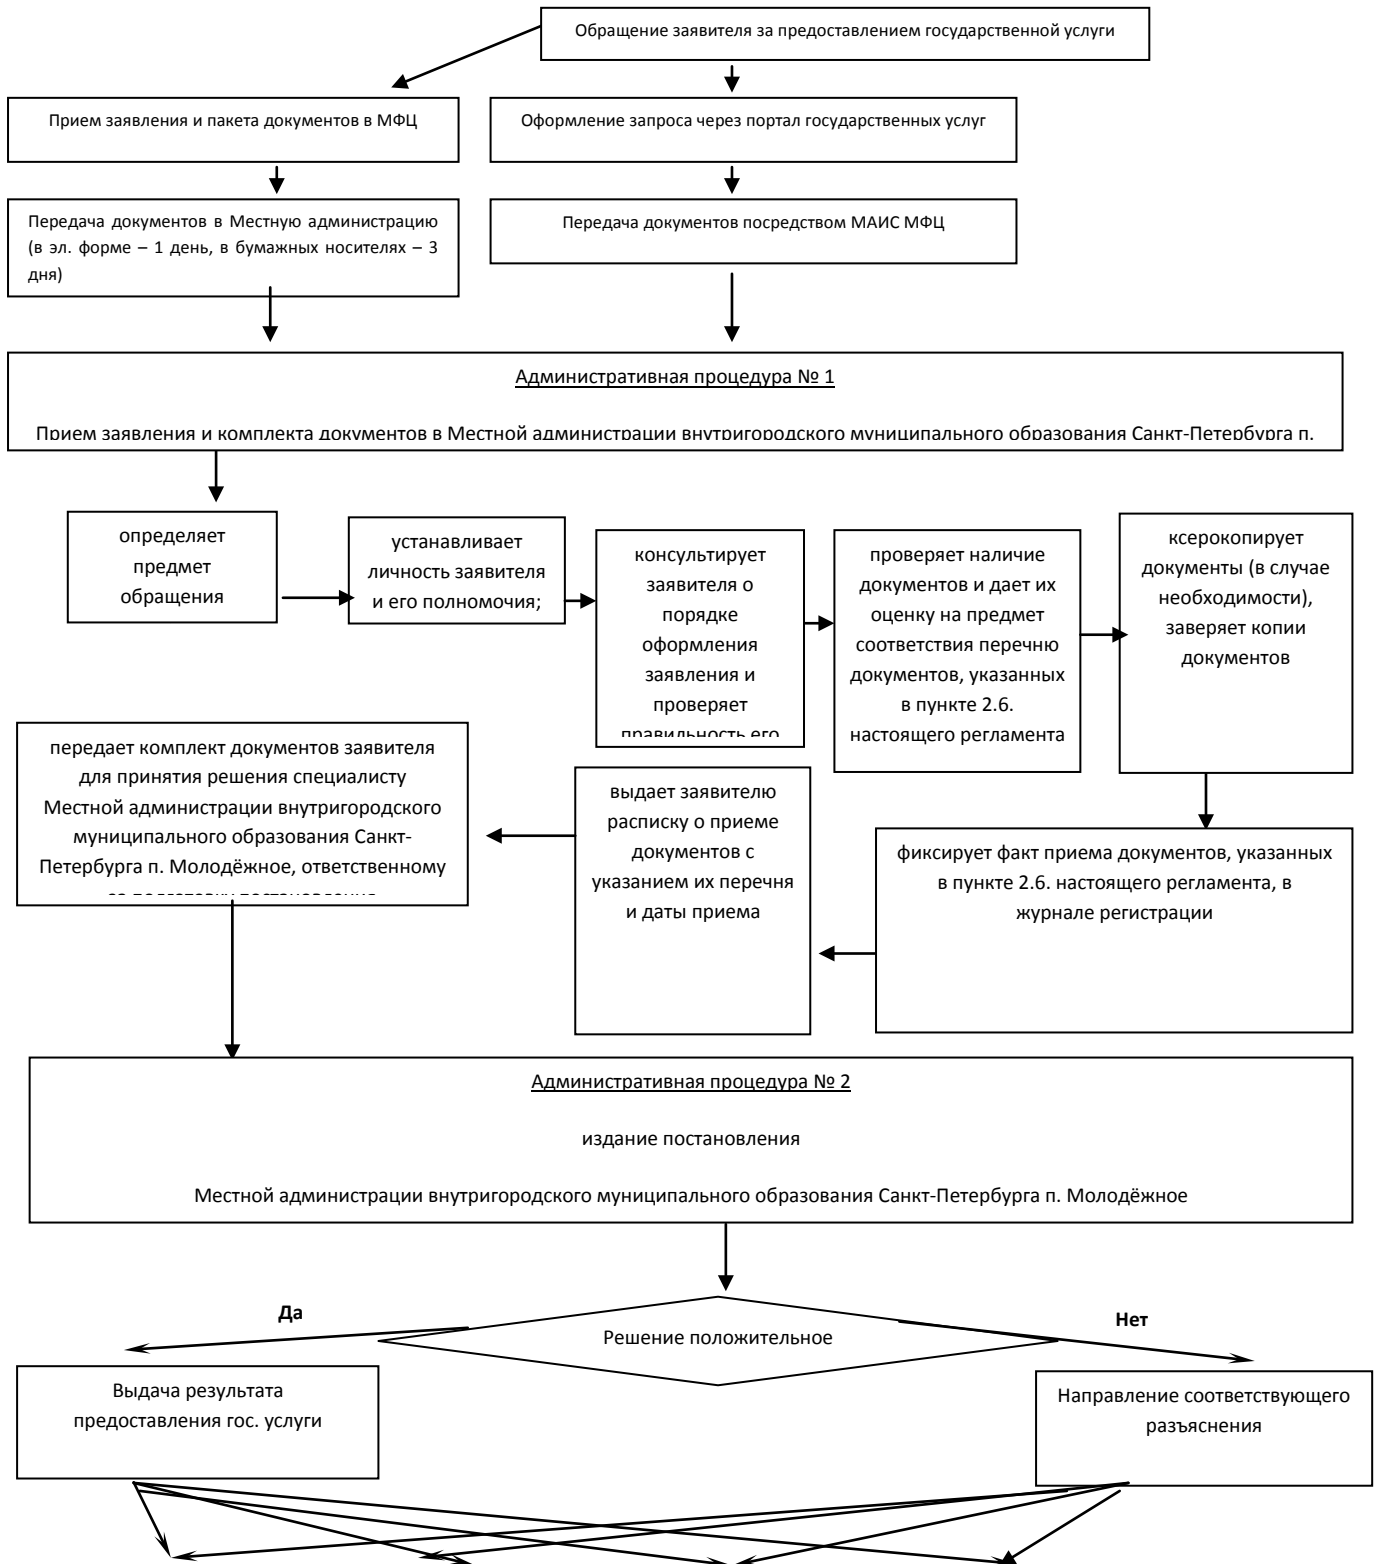 Обращение заявителя за предоставлением государственной услуги
Прием заявления и пакета документов в МФЦ
Оформление запроса через портал государственных услуг
Передача документов в Местную администрацию
(в эл. форме – 1 день, в бумажных носителях – 3
дня)
Передача документов посредством МАИС МФЦ
Административная процедура № 1
Прием заявления и комплекта документов в Местной администрации внутригородского муниципального образования Санкт-Петербурга п.
определяет
предмет
обращения
устанавливает
личность заявителя
и его полномочия;
консультирует
заявителя о
порядке
оформления
заявления и
проверяет
правильность его
проверяет наличие
документов и дает их
оценку на предмет
соответствия перечню
документов, указанных
в пункте 2.6.
настоящего регламента
ксерокопирует
документы (в случае
необходимости),
заверяет копии
документов
передает комплект документов заявителя
для принятия решения специалисту
Местной администрации внутригородского
муниципального образования Санкт-
Петербурга п. Молодёжное, ответственному
за подготовку постановления
выдает заявителю
расписку о приеме
документов с
указанием их перечня
и даты приема
фиксирует факт приема документов, указанных
в пункте 2.6. настоящего регламента, в
журнале регистрации
Административная процедура № 2
издание постановления
Местной администрации внутригородского муниципального образования Санкт-Петербурга п. Молодёжное
Да
Решение положительное
Нет
Выдача результата
предоставления гос. услуги
Направление соответствующего
разъяснения